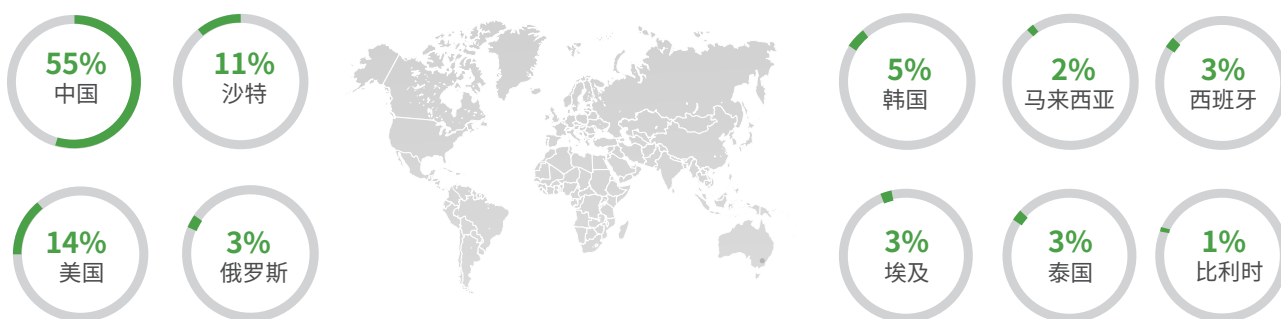 55%
中国
11%
沙特
5%
韩国
2%
马来西亚
3%
西班牙
14%
美国
3%
俄罗斯
3%
埃及
3%
泰国
1%
比利时